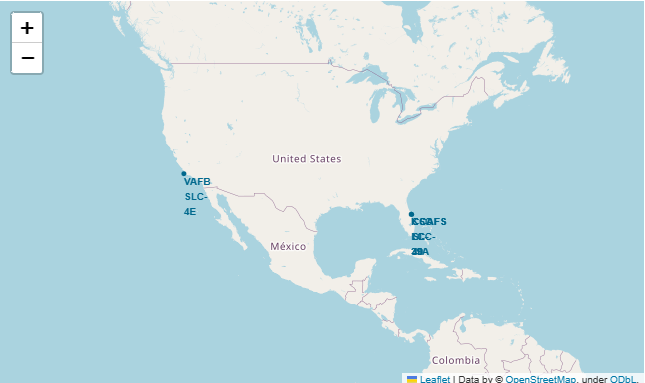 +
−
United States
VAFB
SLC-
4E
México
Colombia
Leaflet | Data by © OpenStreetMap, under ODbL.